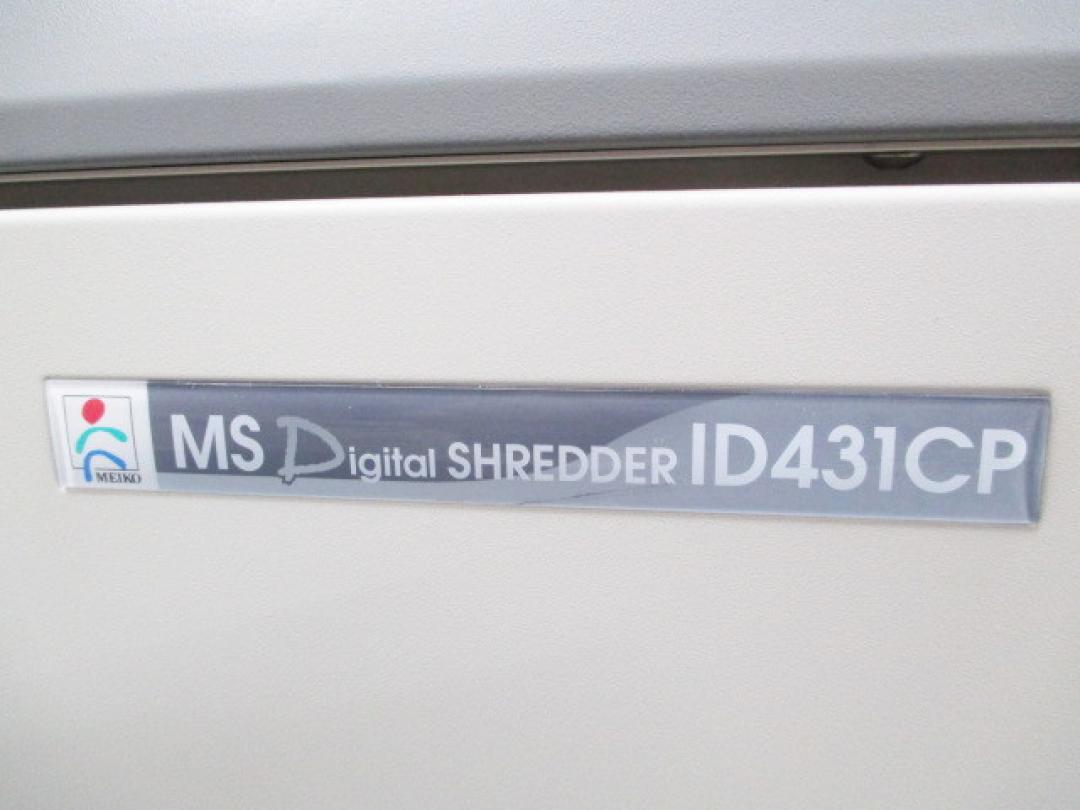 MEIKO
MS Digital SHREDDER ID431CP